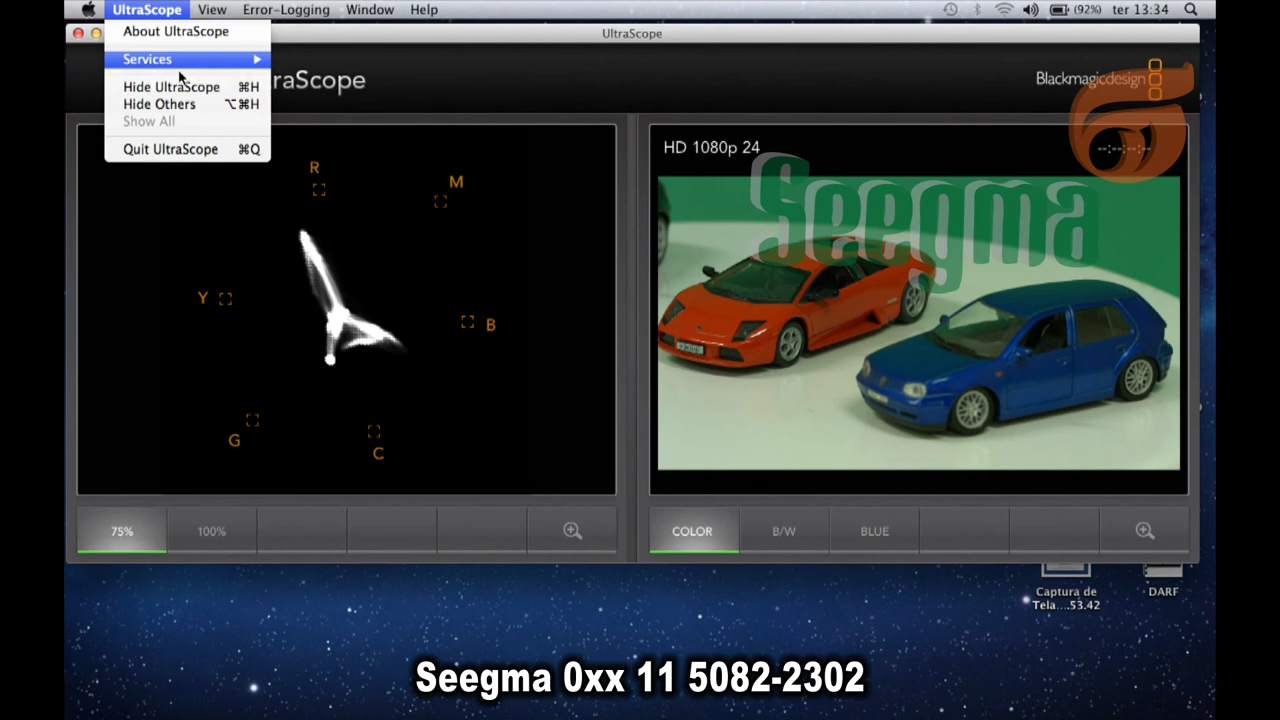 UltraScope View Error-Logging Window Help (92%) ter 13:34
About UltraScope
Services
Hide UltraScope ⌘H
Hide Others ⌥⌘H
Show All
Quit UltraScope ⌘Q
UltraScope
raScope
Blackmagicdesign
R
M
Y
B
G
C
75% 100%
HD 1080p 24
--:--:--:--
Seegma
COLOR B/W BLUE
Captura de
Tela....53.42
DARF
Seegma 0xx 11 5082-2302